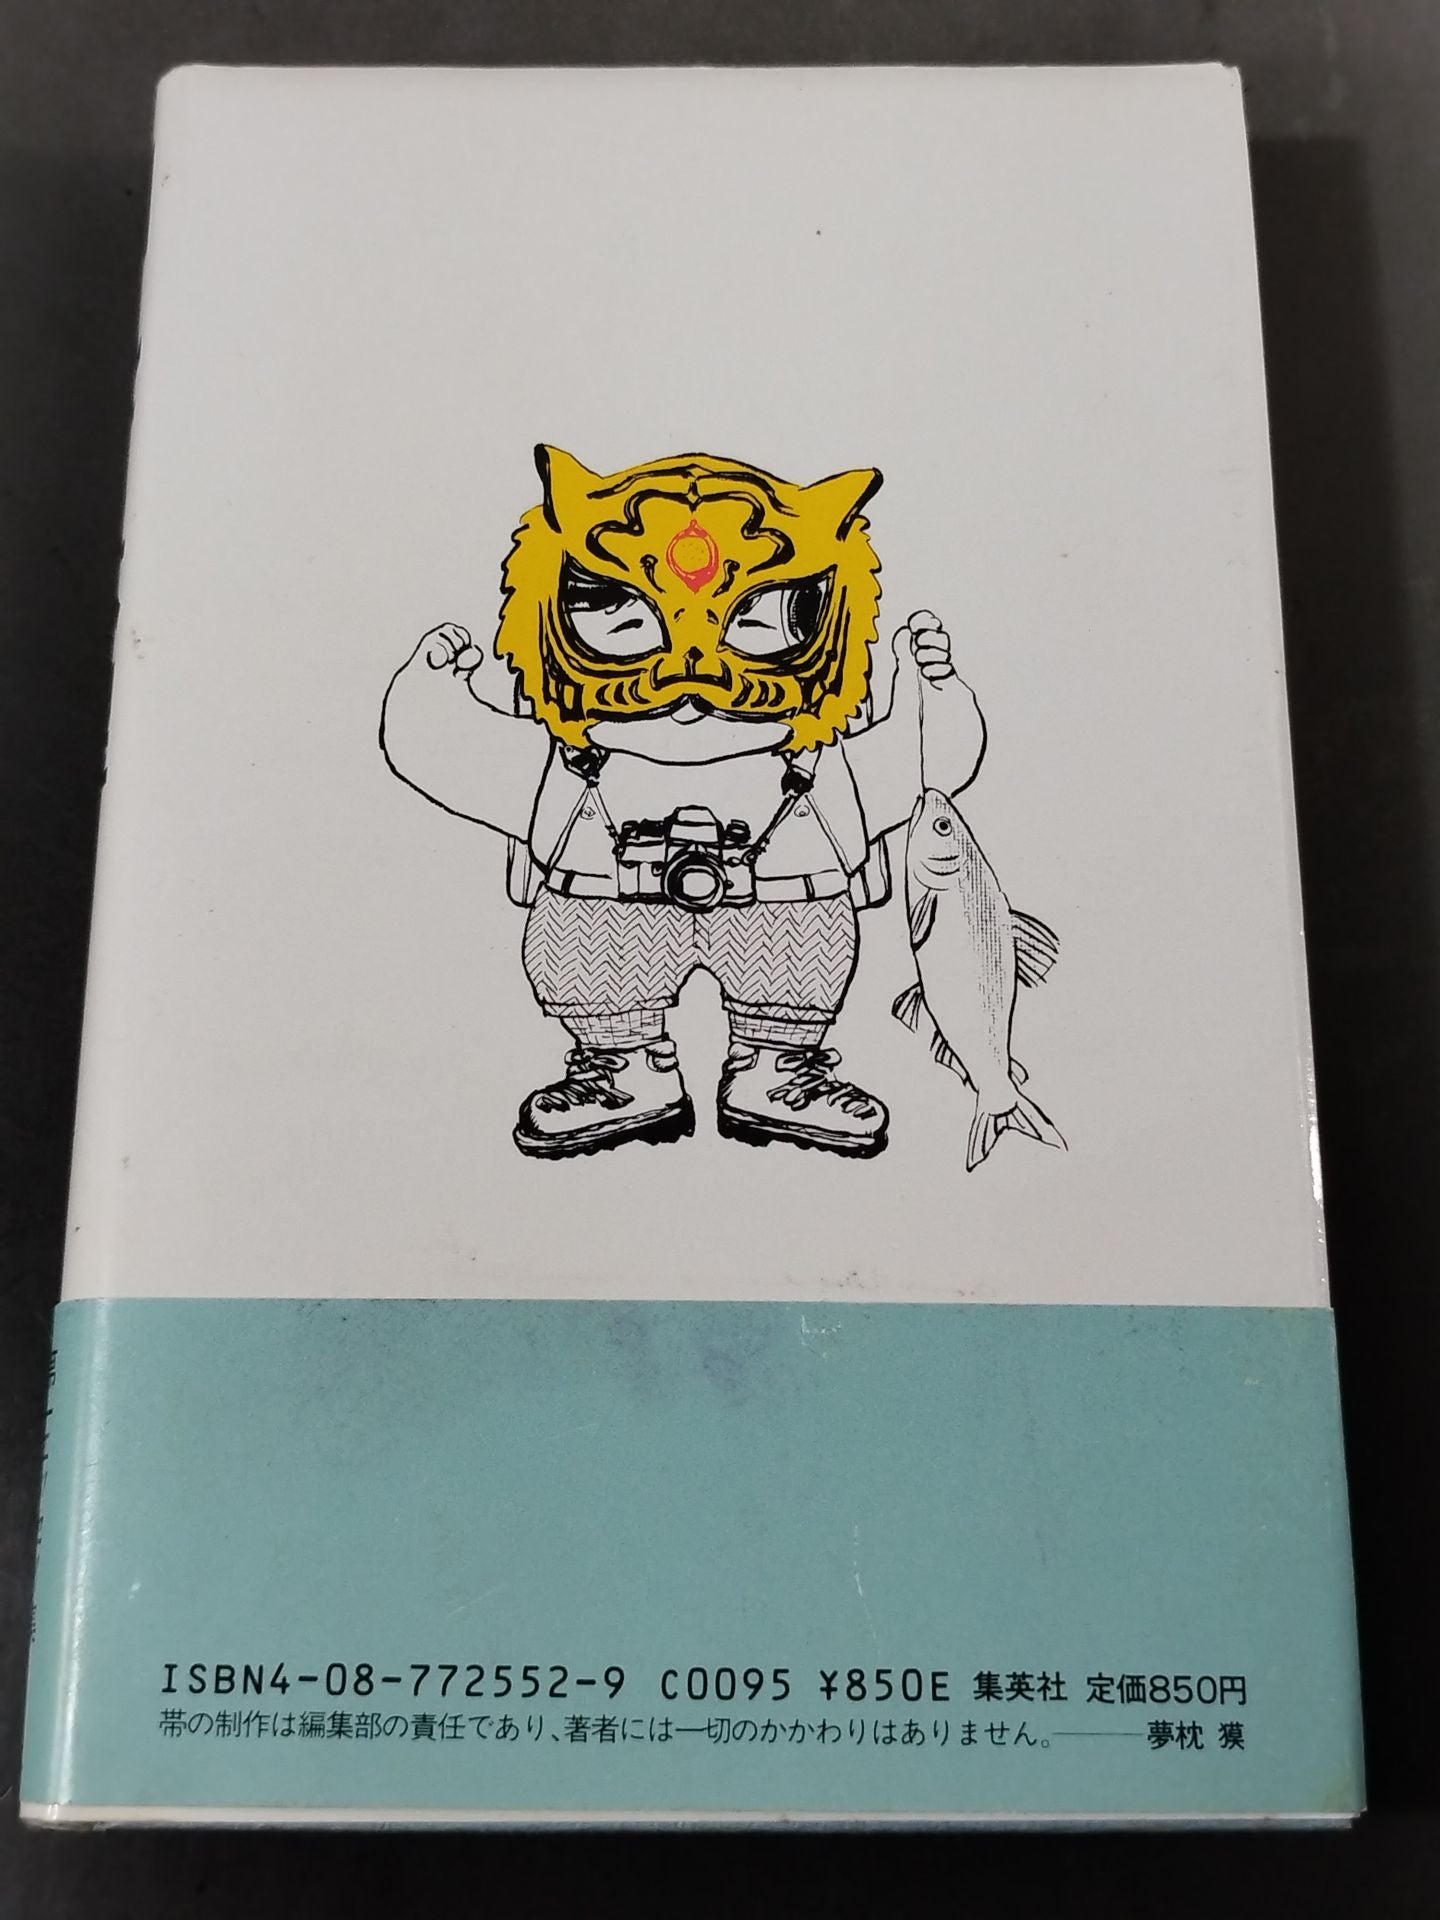 ISBN4-08-772552-9 C0095 ¥850E 集英社 定価850円
帯の制作は編集部の責任であり、著者には一切のかかわりはありません。———夢枕 獏